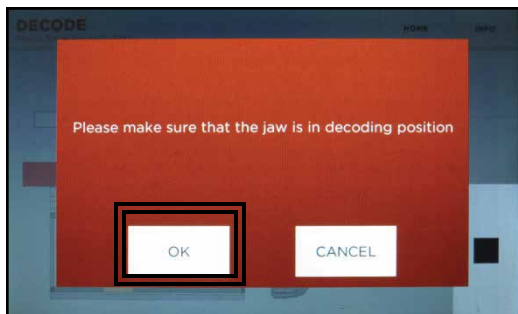 DECODE
HOME
INFO
Please make sure that the jaw is in decoding position
OK
CANCEL